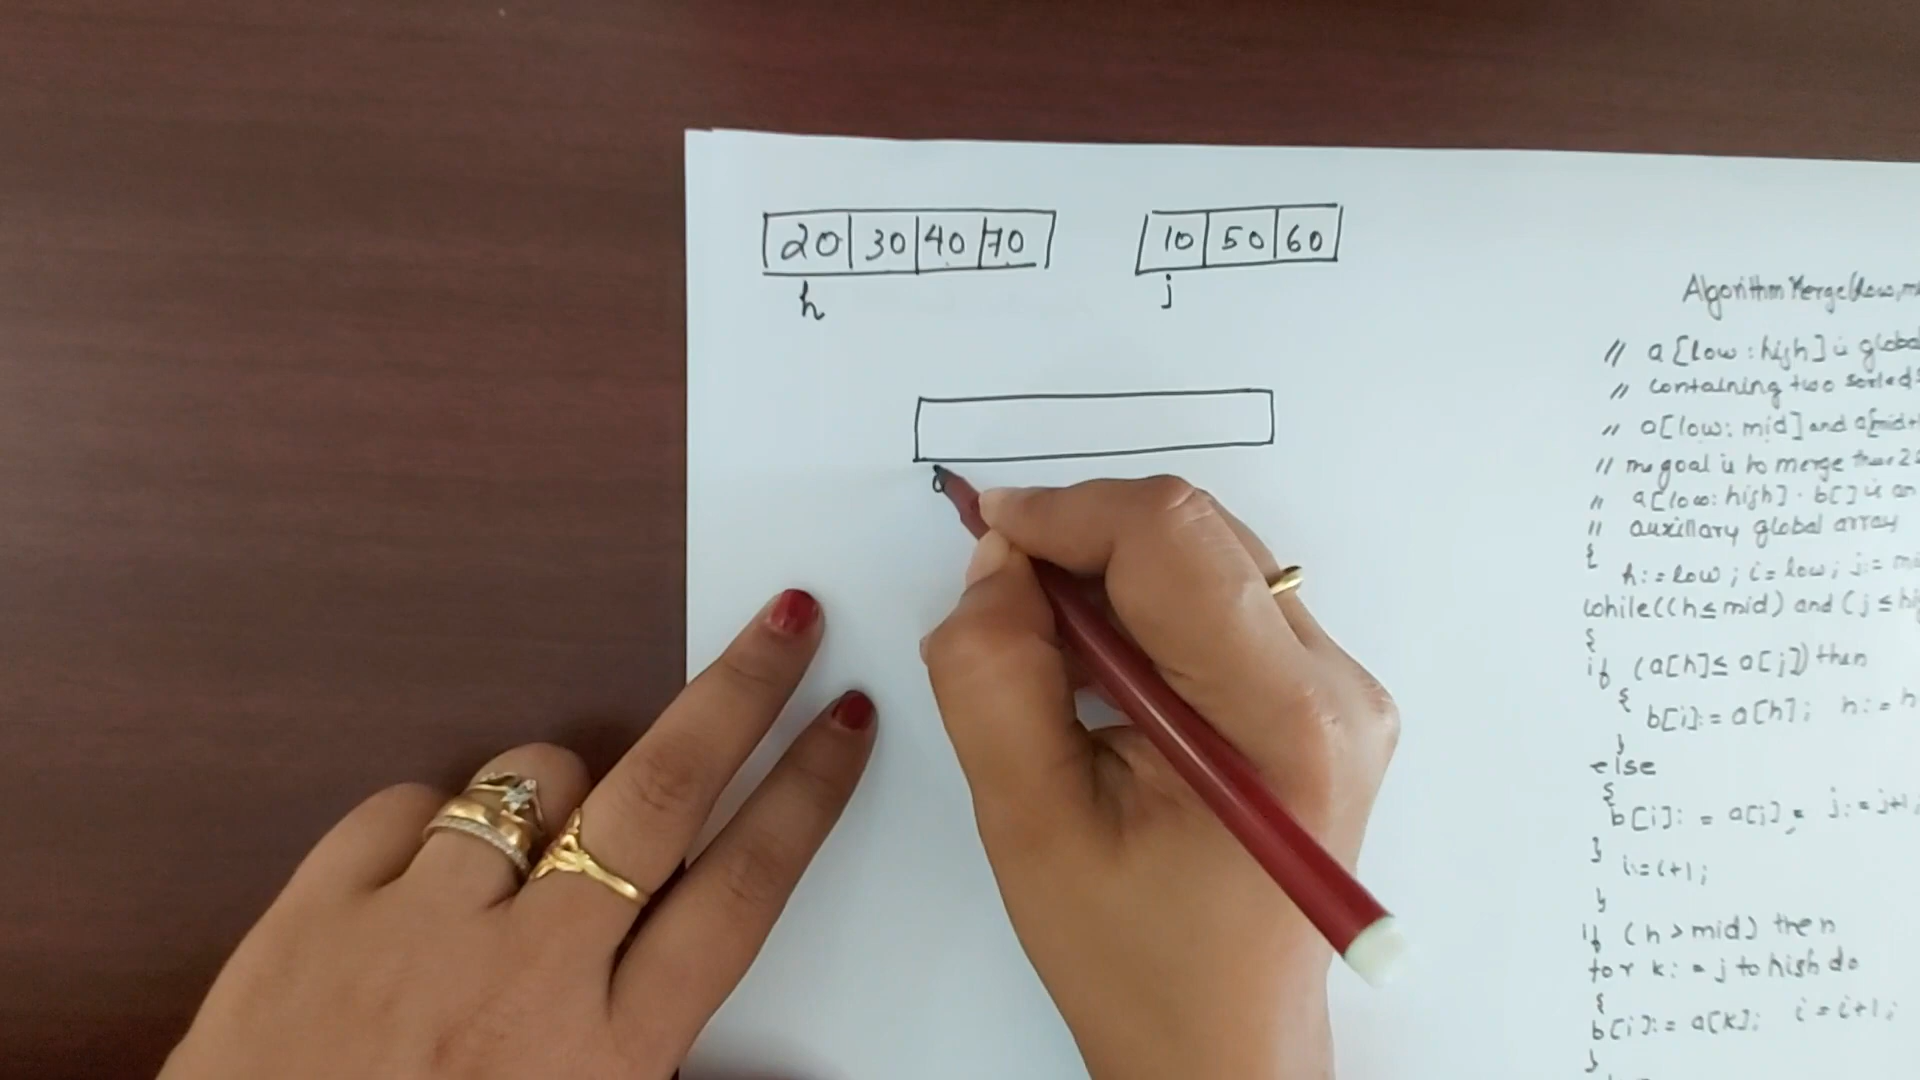 20 30 40 70 10 50 60
h j
Algorithm Merge(low, m
// a[low:high] is global
// containing two sorted
// a[low:mid] and a[mid+
// the goal is to merge these 2
// a[low:high]. b[] is an
// auxillary global array
{
h:=low; i=low; j:= mi
while((h≤mid) and (j≤hi
{
if (a[h]≤a[j]) then
{
b[i]:=a[h]; h:=h
}
else
{
b[i]:=a[j] j:=j+1;
}
i=i+1;
}
if (h>mid) then
for k:=j to high do
{
b[i]:=a[k]; i=i+1;
}